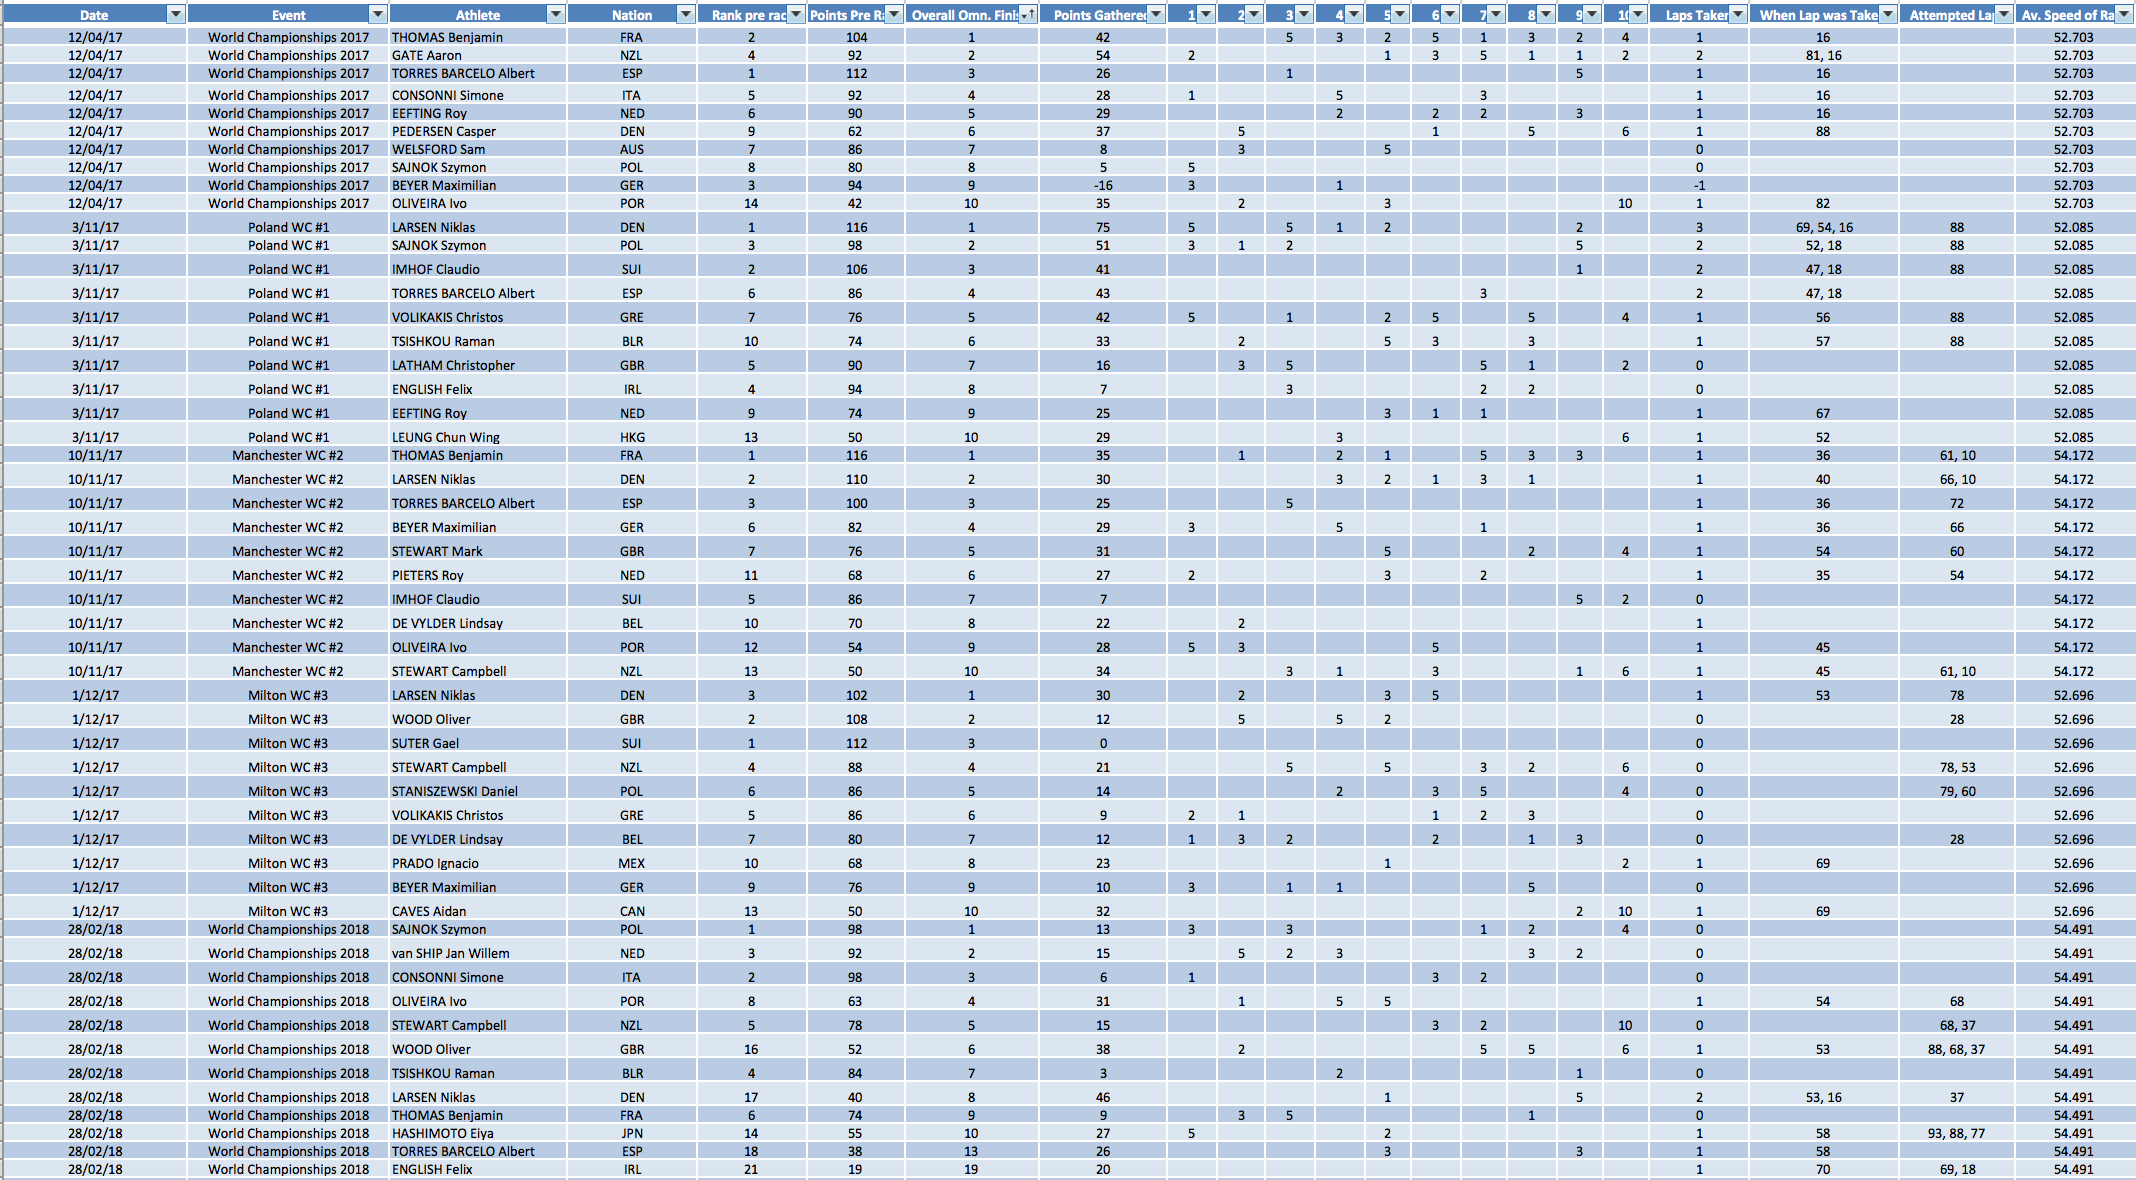 Date Event Athlete Nation Rank pre rac Points Pre Ra Overall Omn. Finis Points Gathered 1 2 3 4 5 6 7 8 9 10 Laps Taken When Lap was Take Attempted La Av. Speed of Ra
12/04/17 World Championships 2017 THOMAS Benjamin FRA 2 104 1 42 5 3 2 5 1 3 2 4 1 16 52.703
12/04/17 World Championships 2017 GATE Aaron NZL 4 92 2 54 2 1 3 5 1 1 2 2 81, 16 52.703
12/04/17 World Championships 2017 TORRES BARCELO Albert ESP 1 112 3 26 1 5 1 16 52.703
12/04/17 World Championships 2017 CONSONNI Simone ITA 5 92 4 28 1 5 3 1 16 52.703
12/04/17 World Championships 2017 EEFTING Roy NED 6 90 5 29 2 2 2 3 1 16 52.703
12/04/17 World Championships 2017 PEDERSEN Casper DEN 9 62 6 37 5 1 5 6 1 88 52.703
12/04/17 World Championships 2017 WELSFORD Sam AUS 7 86 7 8 3 5 0 52.703
12/04/17 World Championships 2017 SAJNOK Szymon POL 8 80 8 5 5 0 52.703
12/04/17 World Championships 2017 BEYER Maximilian GER 3 94 9 -16 3 1 -1 52.703
12/04/17 World Championships 2017 OLIVEIRA Ivo POR 14 42 10 35 2 3 10 1 82 52.703
3/11/17 Poland WC #1 LARSEN Niklas DEN 1 116 1 75 5 5 1 2 2 3 69, 54, 16 88 52.085
3/11/17 Poland WC #1 SAJNOK Szymon POL 3 98 2 51 3 1 2 5 2 52, 18 88 52.085
3/11/17 Poland WC #1 IMHOF Claudio SUI 2 106 3 41 1 2 47, 18 88 52.085
3/11/17 Poland WC #1 TORRES BARCELO Albert ESP 6 86 4 43 3 2 47, 18 52.085
3/11/17 Poland WC #1 VOLIKAKIS Christos GRE 7 76 5 42 5 1 2 5 5 4 1 56 88 52.085
3/11/17 Poland WC #1 TSISHKOU Raman BLR 10 74 6 33 2 5 3 3 1 57 88 52.085
3/11/17 Poland WC #1 LATHAM Christopher GBR 5 90 7 16 3 5 5 1 2 0 52.085
3/11/17 Poland WC #1 ENGLISH Felix IRL 4 94 8 7 3 2 2 0 52.085
3/11/17 Poland WC #1 EEFTING Roy NED 9 74 9 25 3 1 1 1 67 52.085
3/11/17 Poland WC #1 LEUNG Chun Wing HKG 13 50 10 29 3 6 1 52 52.085
10/11/17 Manchester WC #2 THOMAS Benjamin FRA 1 116 1 35 1 2 1 5 3 3 1 36 61, 10 54.172
10/11/17 Manchester WC #2 LARSEN Niklas DEN 2 110 2 30 3 2 1 3 1 1 40 66, 10 54.172
10/11/17 Manchester WC #2 TORRES BARCELO Albert ESP 3 100 3 25 5 1 36 72 54.172
10/11/17 Manchester WC #2 BEYER Maximilian GER 6 82 4 29 3 5 1 1 36 66 54.172
10/11/17 Manchester WC #2 STEWART Mark GBR 7 76 5 31 5 2 4 1 54 60 54.172
10/11/17 Manchester WC #2 PIETERS Roy NED 11 68 6 27 2 3 2 1 35 54 54.172
10/11/17 Manchester WC #2 IMHOF Claudio SUI 5 86 7 7 5 2 0 54.172
10/11/17 Manchester WC #2 DE VYLDER Lindsay BEL 10 70 8 22 2 1 54.172
10/11/17 Manchester WC #2 OLIVEIRA Ivo POR 12 54 9 28 5 3 5 1 45 54.172
10/11/17 Manchester WC #2 STEWART Campbell NZL 13 50 10 34 3 1 3 1 6 1 45 61, 10 54.172
1/12/17 Milton WC #3 LARSEN Niklas DEN 3 102 1 30 2 3 5 1 53 78 52.696
1/12/17 Milton WC #3 WOOD Oliver GBR 2 108 2 12 5 5 2 0 28 52.696
1/12/17 Milton WC #3 SUTER Gael SUI 1 112 3 0 0 52.696
1/12/17 Milton WC #3 STEWART Campbell NZL 4 88 4 21 5 5 3 2 6 0 78, 53 52.696
1/12/17 Milton WC #3 STANISZEWSKI Daniel POL 6 86 5 14 2 3 5 4 0 79, 60 52.696
1/12/17 Milton WC #3 VOLIKAKIS Christos GRE 5 86 6 9 2 1 1 2 3 0 52.696
1/12/17 Milton WC #3 DE VYLDER Lindsay BEL 7 80 7 12 1 3 2 2 1 3 0 28 52.696
1/12/17 Milton WC #3 PRADO Ignacio MEX 10 68 8 23 1 2 1 69 52.696
1/12/17 Milton WC #3 BEYER Maximilian GER 9 76 9 10 3 1 1 5 0 52.696
1/12/17 Milton WC #3 CAVES Aidan CAN 13 50 10 32 2 10 1 69 52.696
28/02/18 World Championships 2018 SAJNOK Szymon POL 1 98 1 13 3 3 1 2 4 0 54.491
28/02/18 World Championships 2018 van SHIP Jan Willem NED 3 92 2 15 5 2 3 3 2 0 54.491
28/02/18 World Championships 2018 CONSONNI Simone ITA 2 98 3 6 1 3 2 0 54.491
28/02/18 World Championships 2018 OLIVEIRA Ivo POR 8 63 4 31 1 5 5 1 54 68 54.491
28/02/18 World Championships 2018 STEWART Campbell NZL 5 78 5 15 3 2 10 0 68, 37 54.491
28/02/18 World Championships 2018 WOOD Oliver GBR 16 52 6 38 2 5 5 6 1 53 88, 68, 37 54.491
28/02/18 World Championships 2018 TSISHKOU Raman BLR 4 84 7 3 2 1 0 54.491
28/02/18 World Championships 2018 LARSEN Niklas DEN 17 40 8 46 1 5 2 53, 16 37 54.491
28/02/18 World Championships 2018 THOMAS Benjamin FRA 6 74 9 9 3 5 1 0 54.491
28/02/18 World Championships 2018 HASHIMOTO Eiya JPN 14 55 10 27 5 2 1 58 93, 88, 77 54.491
28/02/18 World Championships 2018 TORRES BARCELO Albert ESP 18 38 13 26 3 3 1 58 54.491
28/02/18 World Championships 2018 ENGLISH Felix IRL 21 19 19 20 1 70 69, 18 54.491